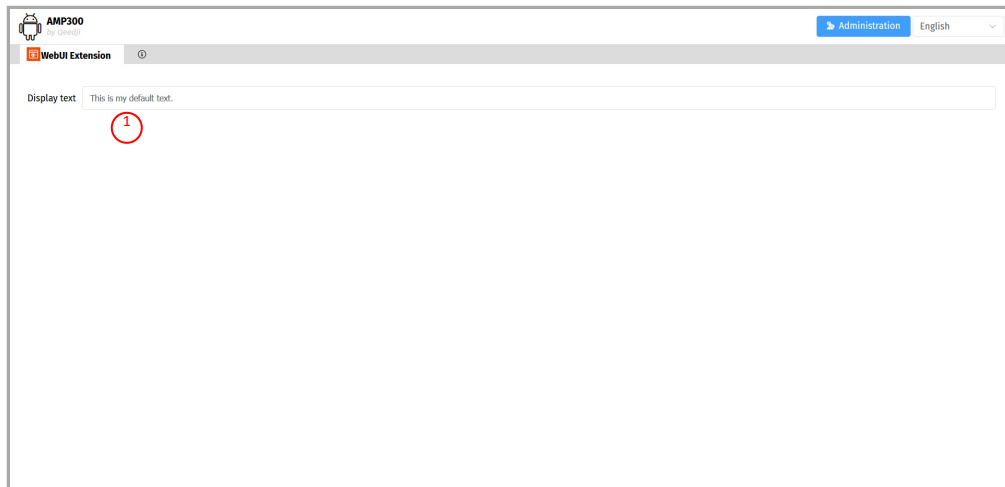 AMP300
by Qeedji
Administration
English
WebUI Extension
Display text
This is my default text.
1